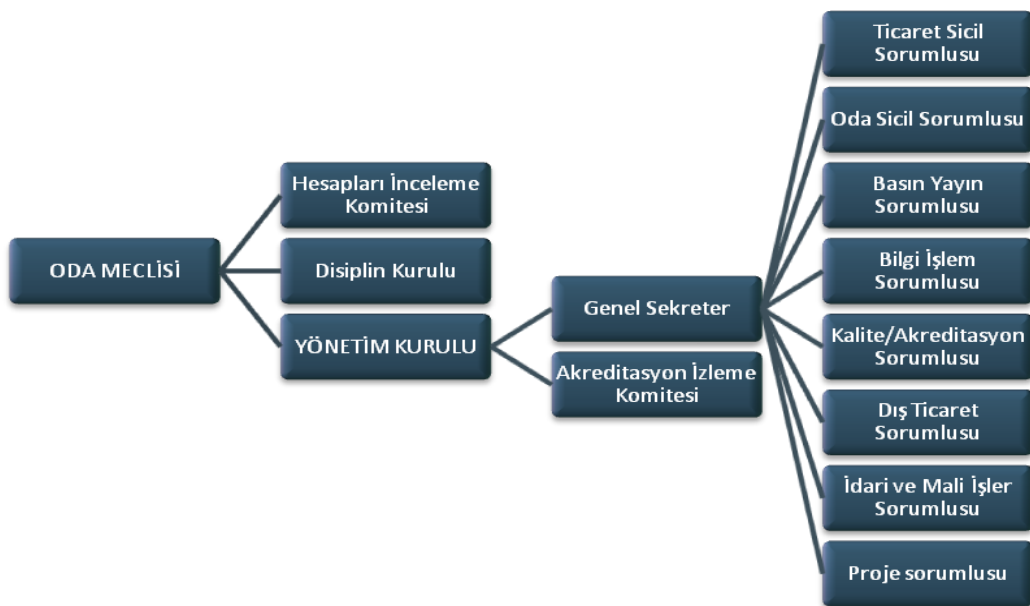 ODA MECLİSİ
Hesapları İnceleme
Komitesi
Disiplin Kurulu
YÖNETİM KURULU
Genel Sekreter
Akreditasyon İzleme
Komitesi
Ticaret Sicil
Sorumlusu
Oda Sicil Sorumlusu
Basın Yayın
Sorumlusu
Bilgi İşlem
Sorumlusu
Kalite/Akreditasyon
Sorumlusu
Dış Ticaret
Sorumlusu
İdari ve Mali İşler
Sorumlusu
Proje sorumlusu